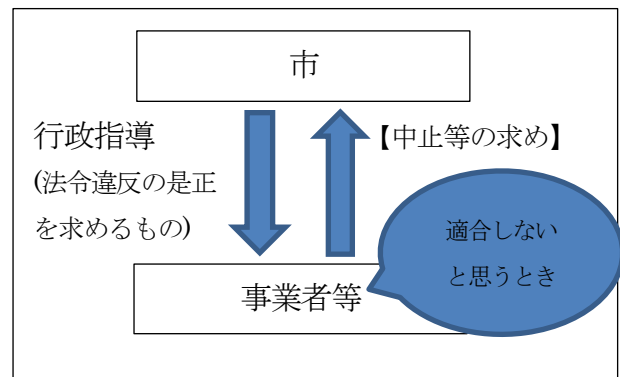 市
行政指導
(法令違反の是正
を求めるもの)
【中止等の求め】
適合しない
と思うとき
事業者等